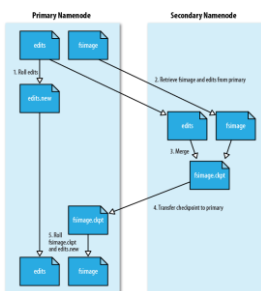 Primary Namenode
Secondary Namenode
edits
fsimage
1. Roll edits
2. Retrieve fsimage and edits from primary
edits.new
edits
fsimage
3. Merge
fsimage.ckpt
4. Transfer checkpoint to primary
fsimage.ckpt
5. Roll
fsimage.ckpt
and edits.new
edits
fsimage